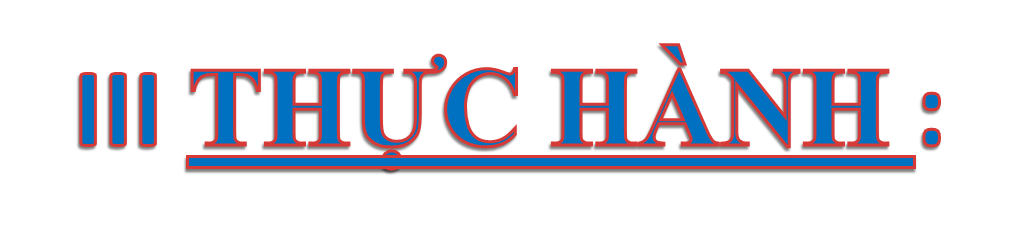 III THỰC HÀNH :